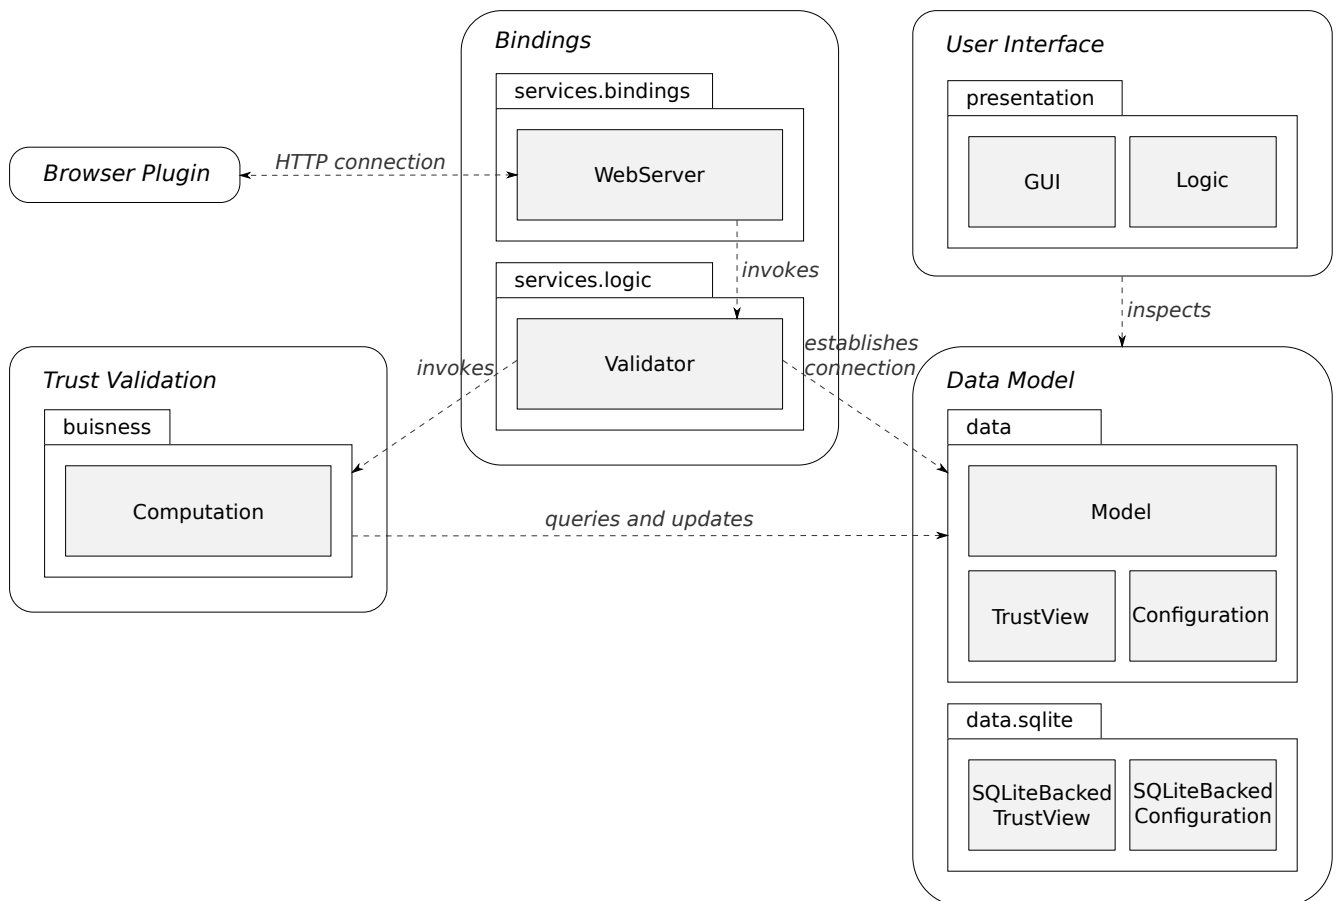 Bindings
services.bindings
WebServer
User Interface
presentation
GUI
Logic
Browser Plugin
HTTP connection
invokes
services.logic
Validator
inspects
establishes
connection
invokes
Trust Validation
buisness
Computation
queries and updates
Data Model
data
Model
TrustView
Configuration
data.sqlite
SQLiteBacked
TrustView
SQLiteBacked
Configuration